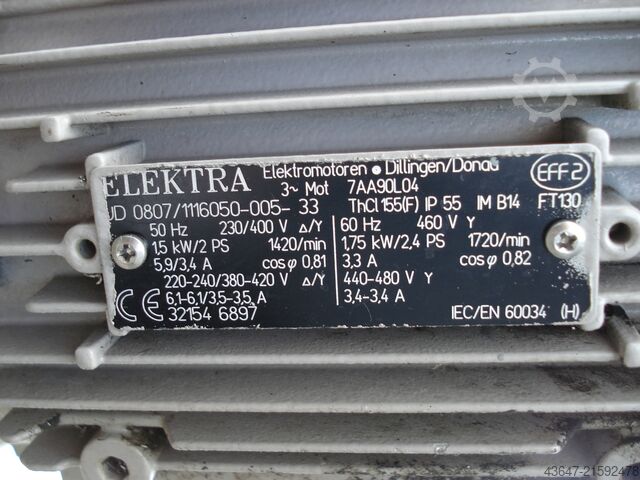 ELEKTRA Elektromotoren • Dillingen/Donau EFF2
3~ Mot 7AA90L04
UD 0807/1116050-005-33 ThCl.155(F) IP 55 IM B14 FT130
50 Hz 230/400 V Δ/Y 60 Hz 460 V Y
1,5 kW/2 PS 1420/min 1,75 kW/2,4 PS 1720/min
5,9/3,4 A cosφ 0,81 3,3 A cosφ 0,82
220-240/380-420 V Δ/Y 440-480 V Y
6,1-6,1/3,5-3,5 A 3,4-3,4 A
CE 32154 6897 IEC/EN 60034 (H)
43647-21592478